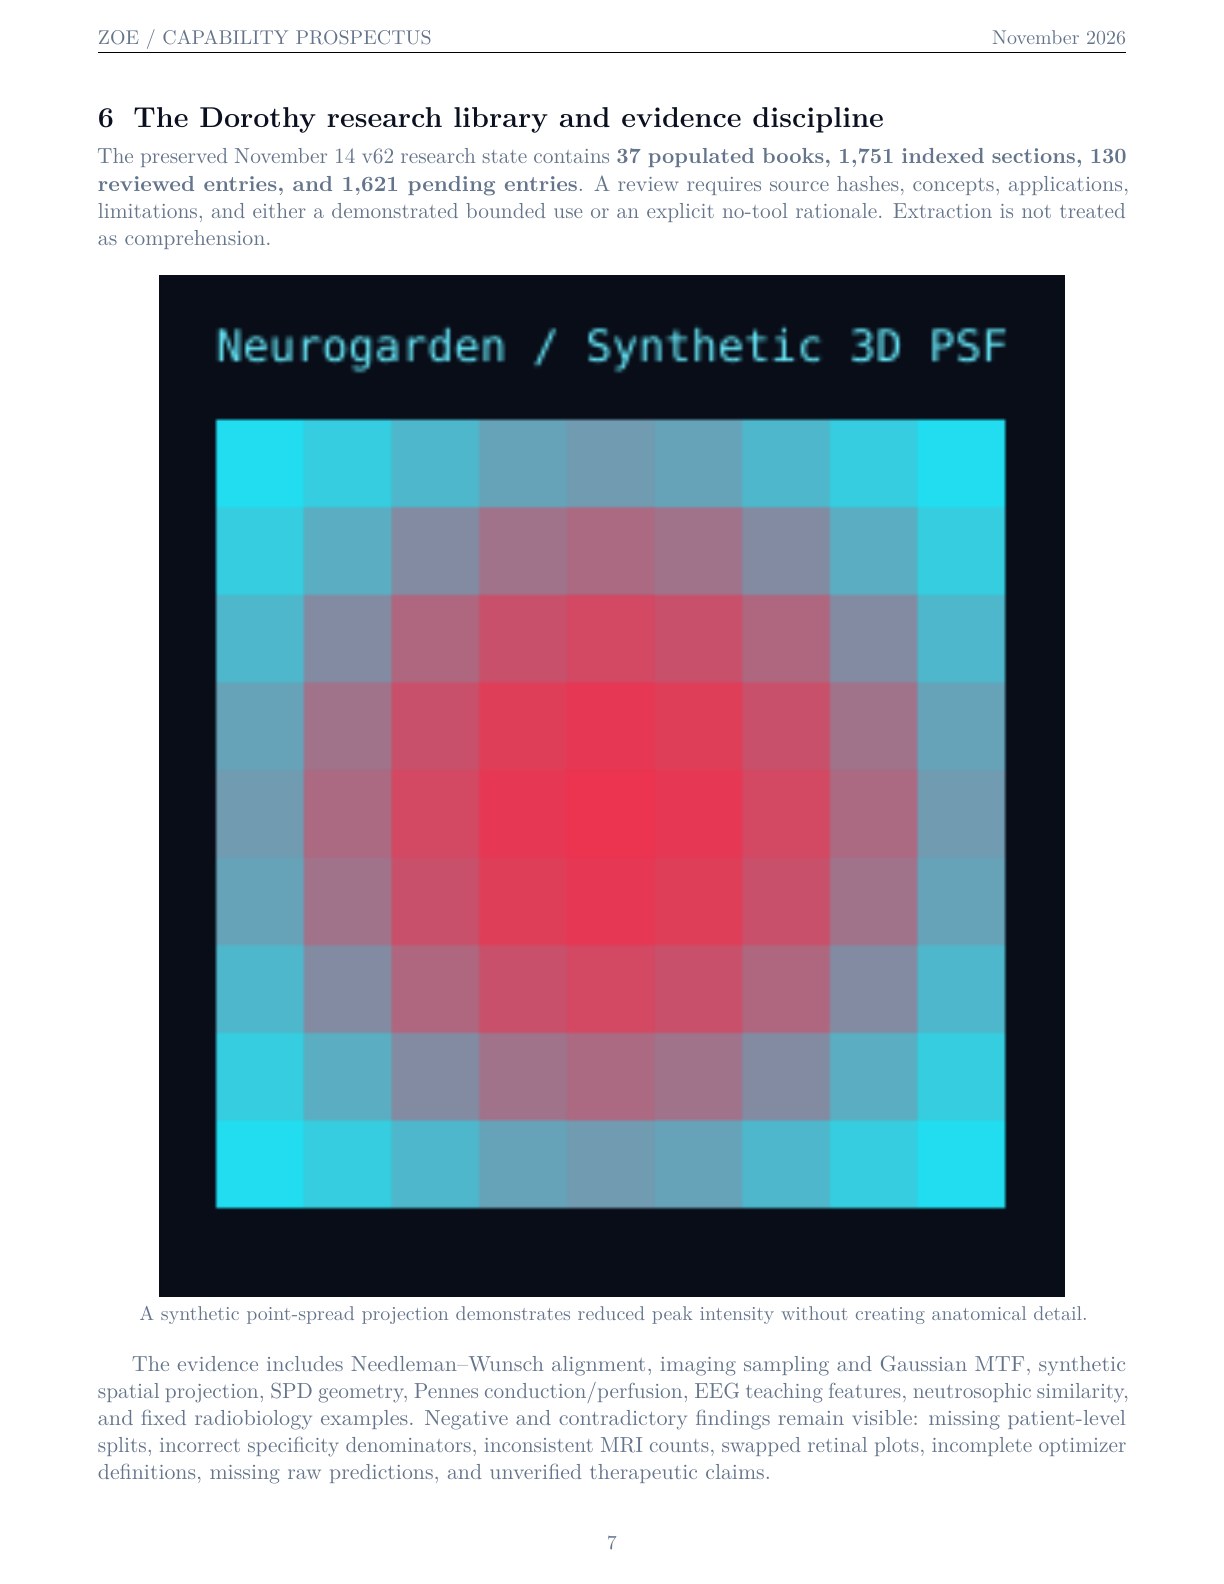 ZOE / CAPABILITY PROSPECTUS November 2026
6 The Dorothy research library and evidence discipline
The preserved November 14 v62 research state contains 37 populated books, 1,751 indexed sections, 130
reviewed entries, and 1,621 pending entries. A review requires source hashes, concepts, applications,
limitations, and either a demonstrated bounded use or an explicit no-tool rationale. Extraction is not treated
as comprehension.
Neurogarden / Synthetic 3D PSF
A synthetic point-spread projection demonstrates reduced peak intensity without creating anatomical detail.
The evidence includes Needleman–Wunsch alignment, imaging sampling and Gaussian MTF, synthetic
spatial projection, SPD geometry, Pennes conduction/perfusion, EEG teaching features, neutrosophic similarity,
and fixed radiobiology examples. Negative and contradictory findings remain visible: missing patient-level
splits, incorrect specificity denominators, inconsistent MRI counts, swapped retinal plots, incomplete optimizer
definitions, missing raw predictions, and unverified therapeutic claims.
7